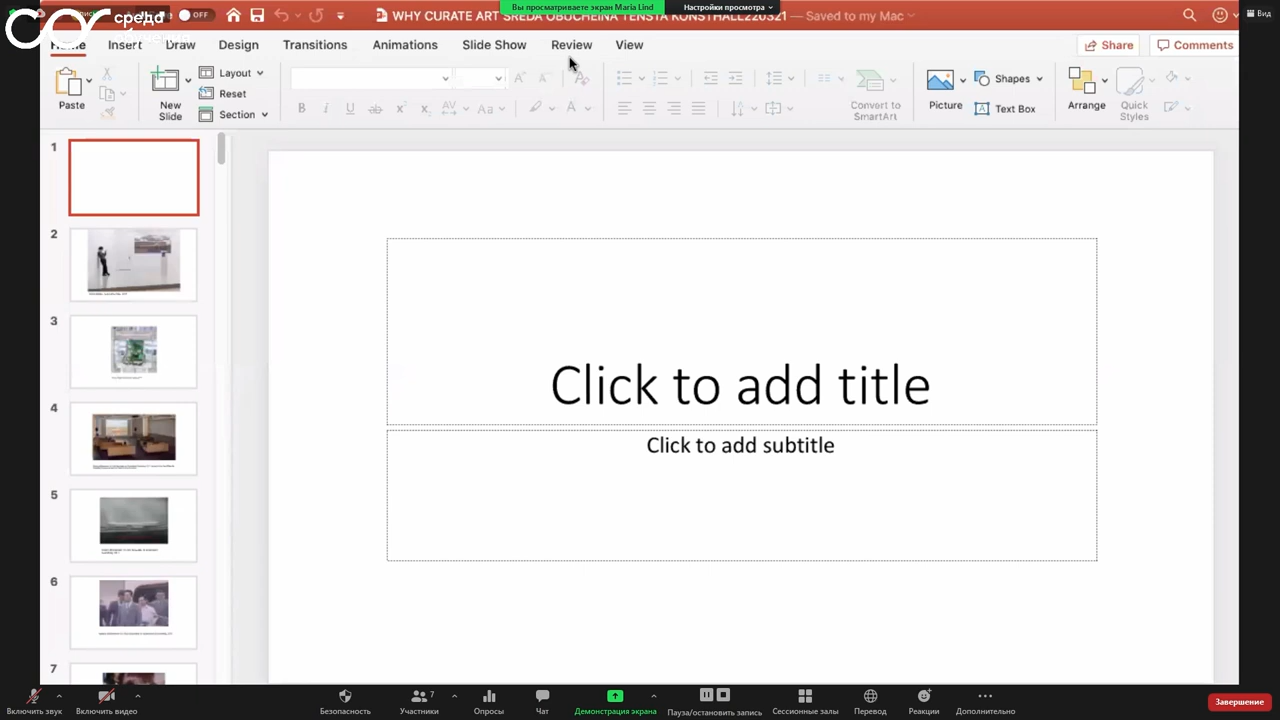 Вы просматриваете экран Maria Lind
Настройки просмотра
Вид
среда
обучения
OFF
WHY CURATE ART SREDA OBUCHEINA TENSTA KONSTHALL220321 — Saved to my Mac
Home Insert Draw Design Transitions Animations Slide Show Review View
Share
Comments
Paste
New Slide
Layout
Reset
Section
Convert to SmartArt
Picture
Shapes
Text Box
Arrange
Quick Styles
1
2
3
4
5
6
7
Click to add title
Click to add subtitle
Включить звук
Включить видео
Безопасность
7
Участники
Опросы
Чат
Демонстрация экрана
Пауза/остановить запись
Сессионные залы
Перевод
Реакции
Дополнительно
Завершение